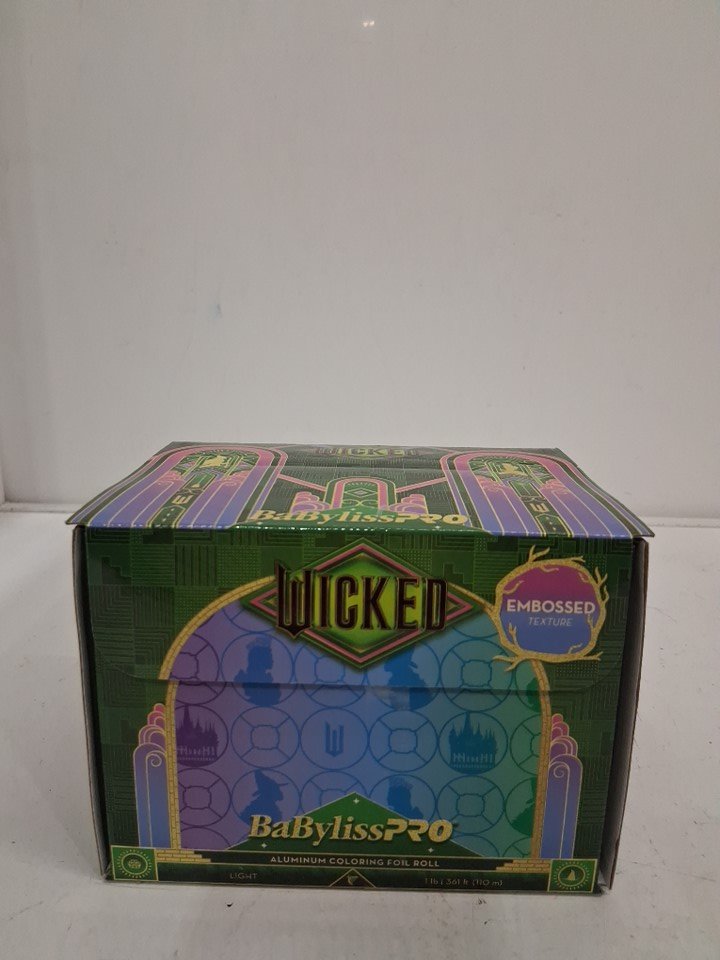 WICKED
BaBylissPRO
WICKED
EMBOSSED
TEXTURE
W
BaBylissPRO
ALUMINUM COLORING FOIL ROLL
LIGHT
1 lb | 361 ft (110 m)